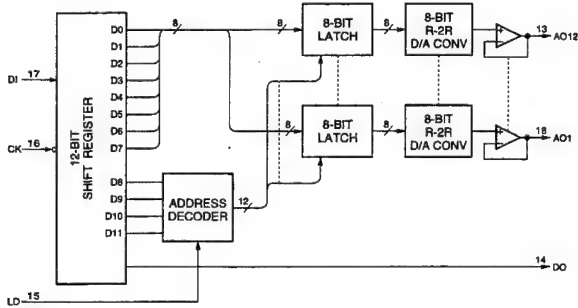 DI 17
CK 16
LD 15
12-BIT
SHIFT REGISTER
D0
D1
D2
D3
D4
D5
D6
D7
D8
D9
D10
D11
8
8
8
ADDRESS
DECODER
12
8-BIT
LATCH
8
8-BIT
R-2R
D/A CONV
+
-
13
AO12
8-BIT
LATCH
8
8-BIT
R-2R
D/A CONV
+
-
18
AO1
14
DO